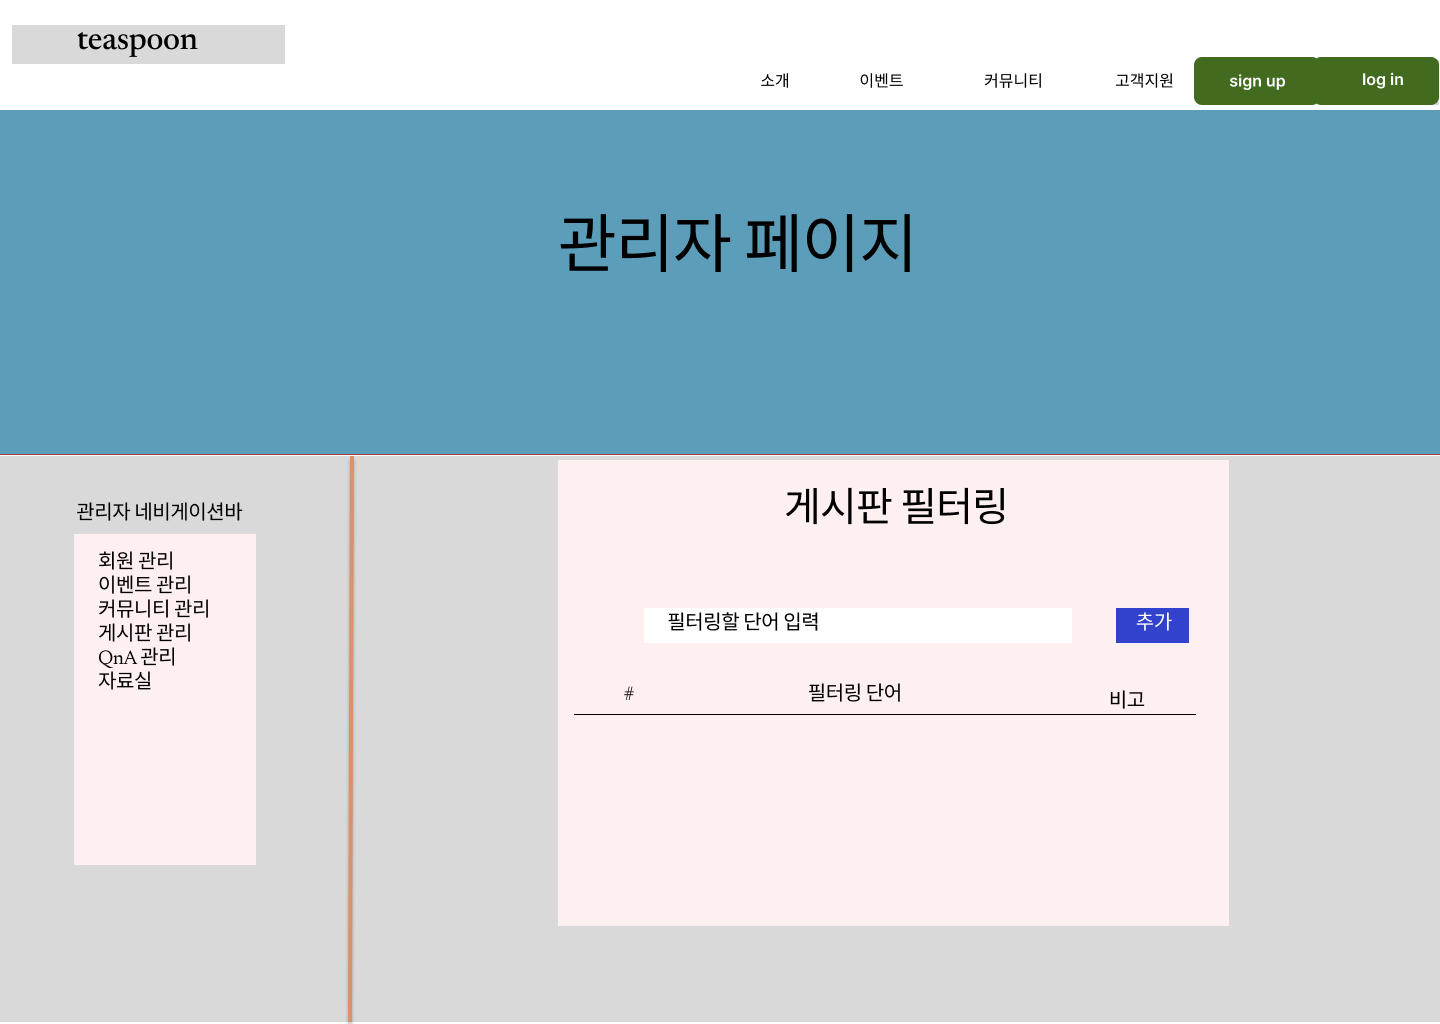 teaspoon
소개
이벤트
커뮤니티
고객지원
sign up
log in
관리자 페이지
관리자 네비게이션바
회원 관리
이벤트 관리
커뮤니티 관리
게시판 관리
QnA 관리
자료실
게시판 필터링
필터링할 단어 입력
추가
#
필터링 단어
비고